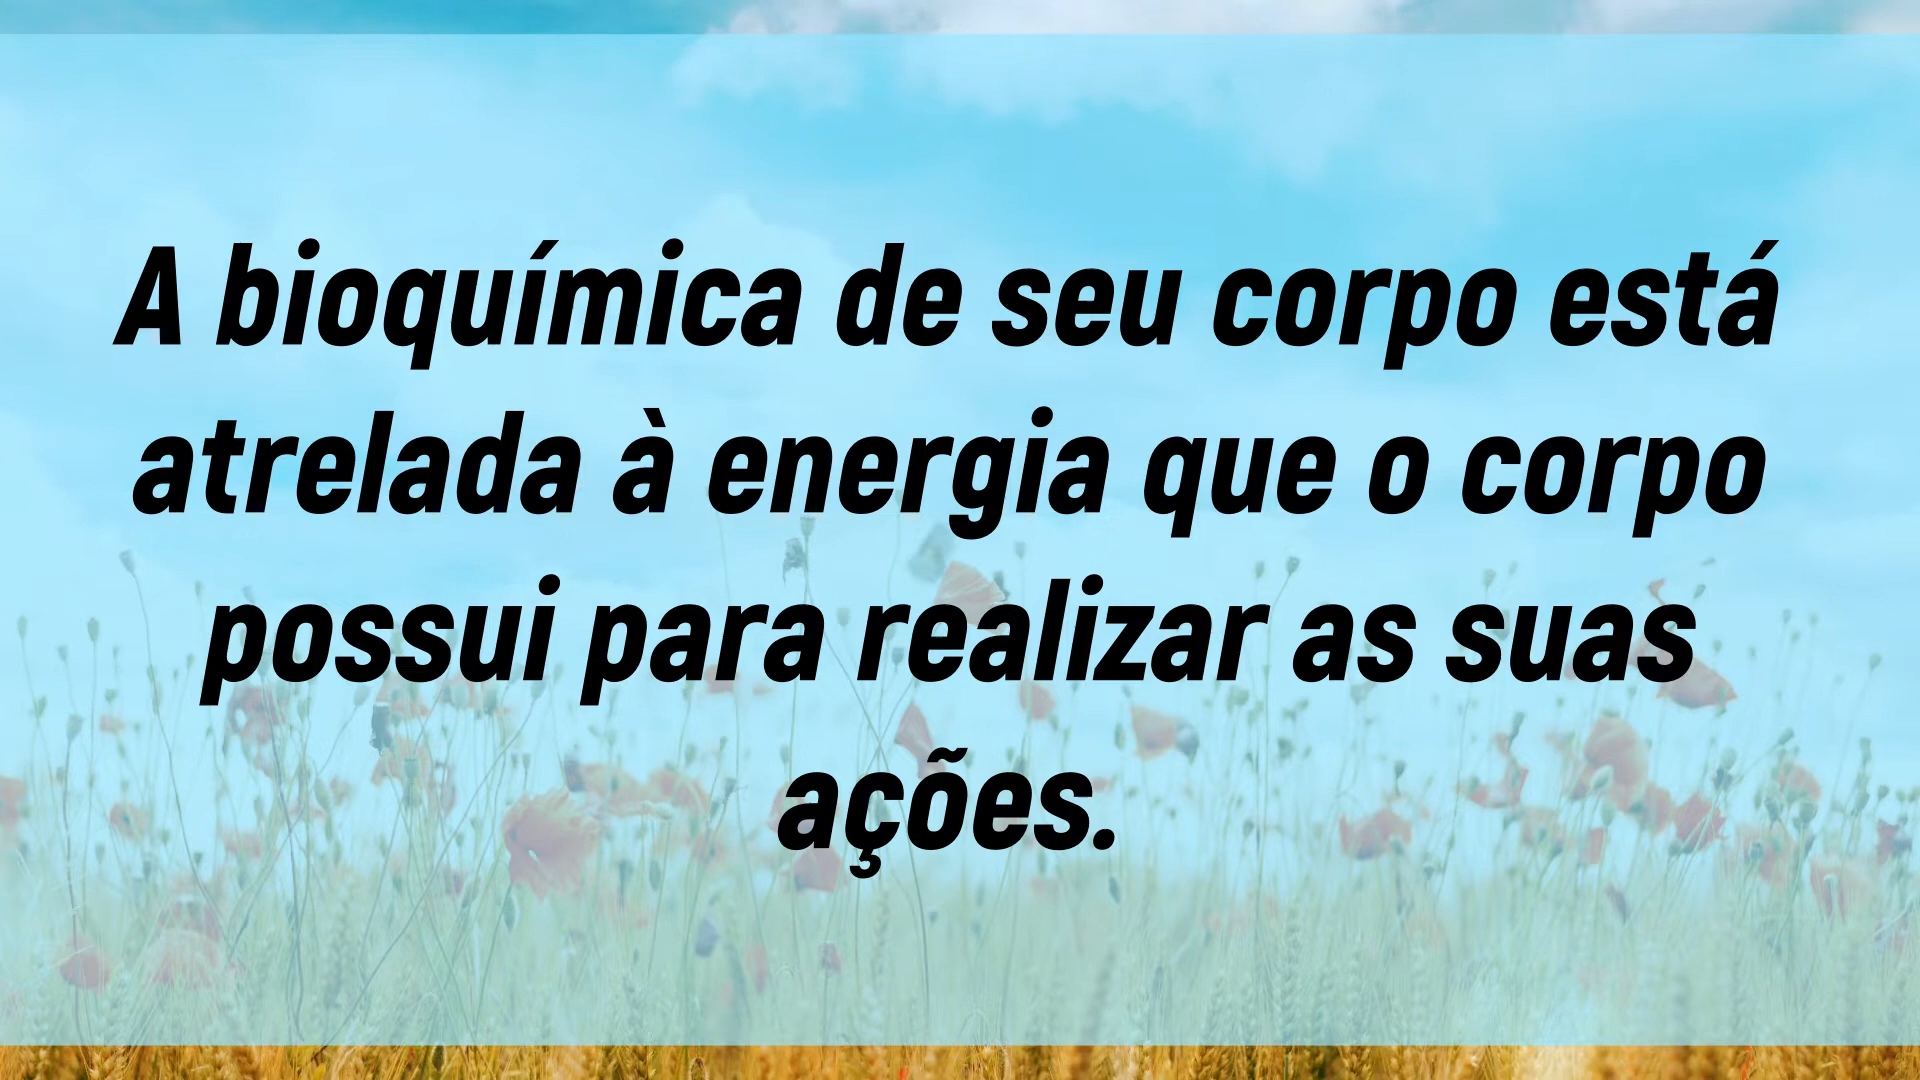 A bioquímica de seu corpo está
atrelada à energia que o corpo
possui para realizar as suas
ações.